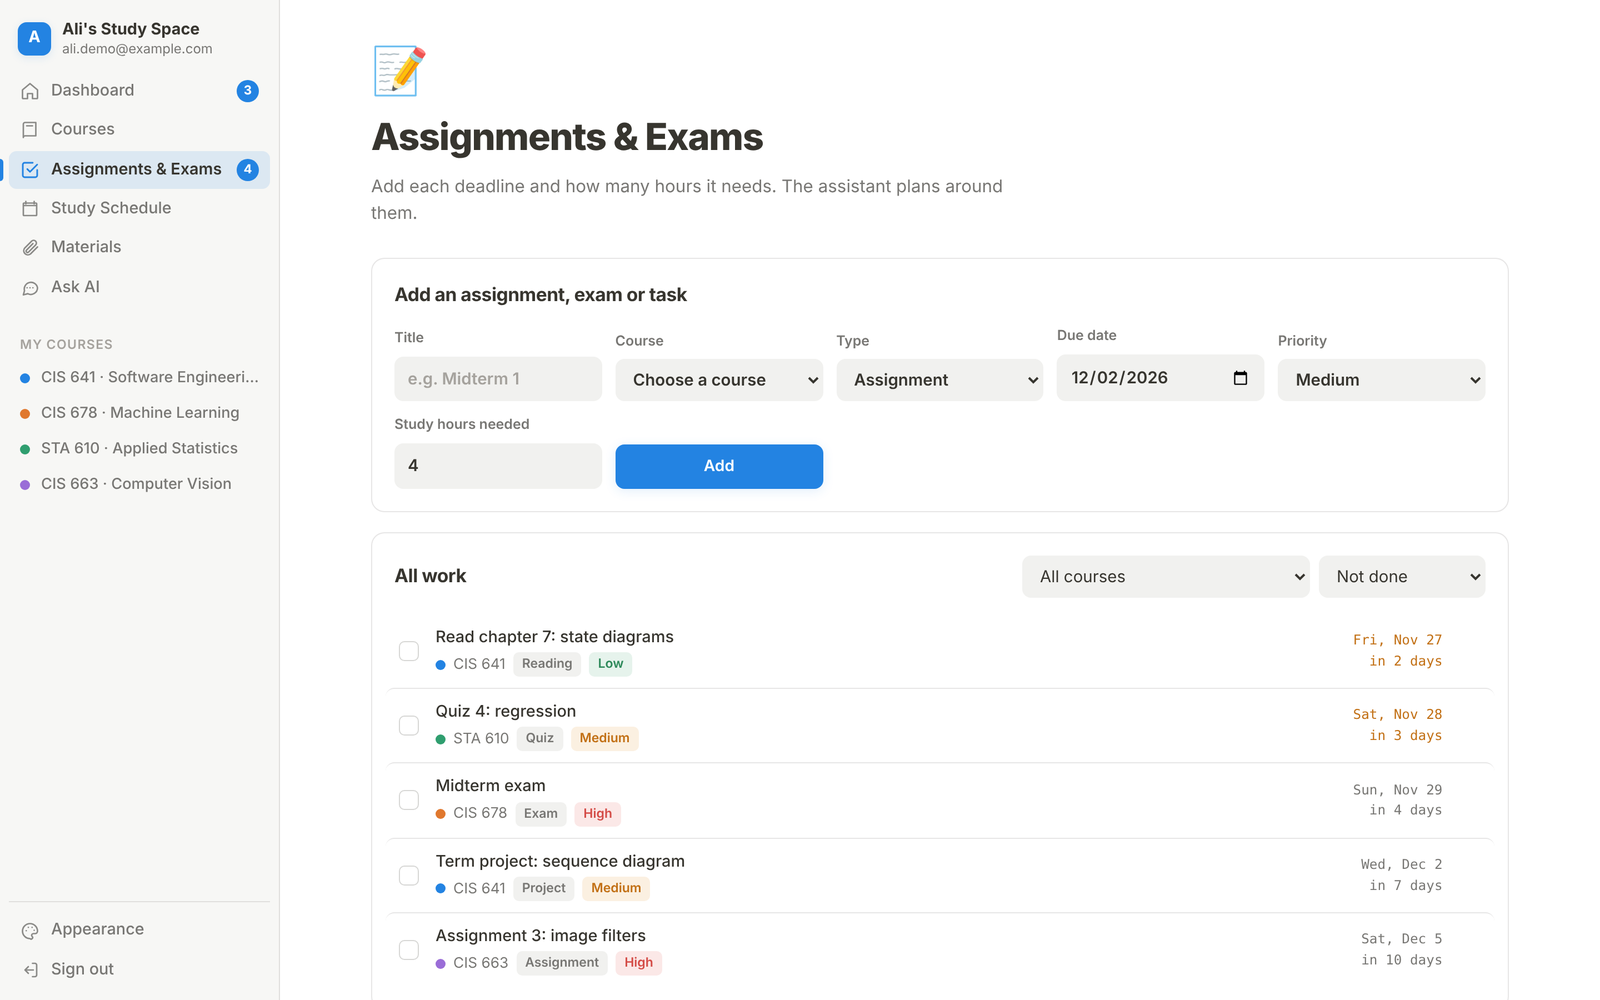 A
Ali's Study Space
ali.demo@example.com
Dashboard 3
Courses
Assignments & Exams 4
Study Schedule
Materials
Ask AI
MY COURSES
CIS 641 · Software Engineeri...
CIS 678 · Machine Learning
STA 610 · Applied Statistics
CIS 663 · Computer Vision
Appearance
Sign out
Assignments & Exams
Add each deadline and how many hours it needs. The assistant plans around
them.
Add an assignment, exam or task
Title Course Type Due date Priority
e.g. Midterm 1 Choose a course Assignment 12/02/2026 Medium
Study hours needed
4 Add
All work All courses Not done
Read chapter 7: state diagrams Fri, Nov 27
CIS 641 Reading Low in 2 days
Quiz 4: regression Sat, Nov 28
STA 610 Quiz Medium in 3 days
Midterm exam Sun, Nov 29
CIS 678 Exam High in 4 days
Term project: sequence diagram Wed, Dec 2
CIS 641 Project Medium in 7 days
Assignment 3: image filters Sat, Dec 5
CIS 663 Assignment High in 10 days